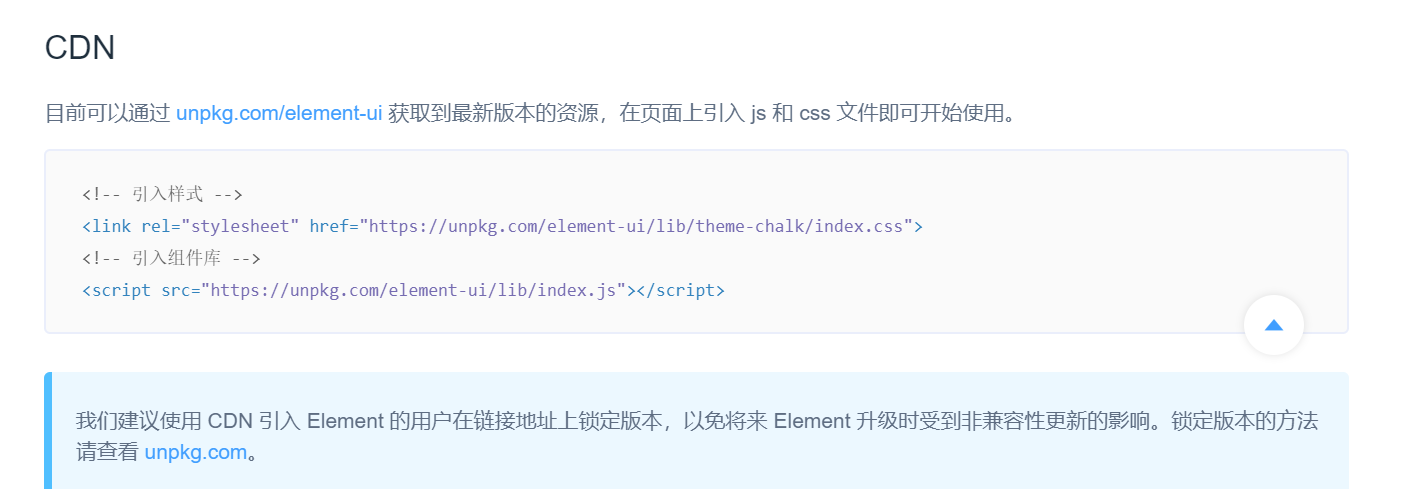 CDN
目前可以通过 unpkg.com/element-ui 获取到最新版本的资源，在页面上引入 js 和 css 文件即可开始使用。
<!-- 引入样式 -->
<link rel="stylesheet" href="https://unpkg.com/element-ui/lib/theme-chalk/index.css">
<!-- 引入组件库 -->
<script src="https://unpkg.com/element-ui/lib/index.js"></script>
我们建议使用 CDN 引入 Element 的用户在链接地址上锁定版本，以免将来 Element 升级时受到非兼容性更新的影响。锁定版本的方法
请查看 unpkg.com。